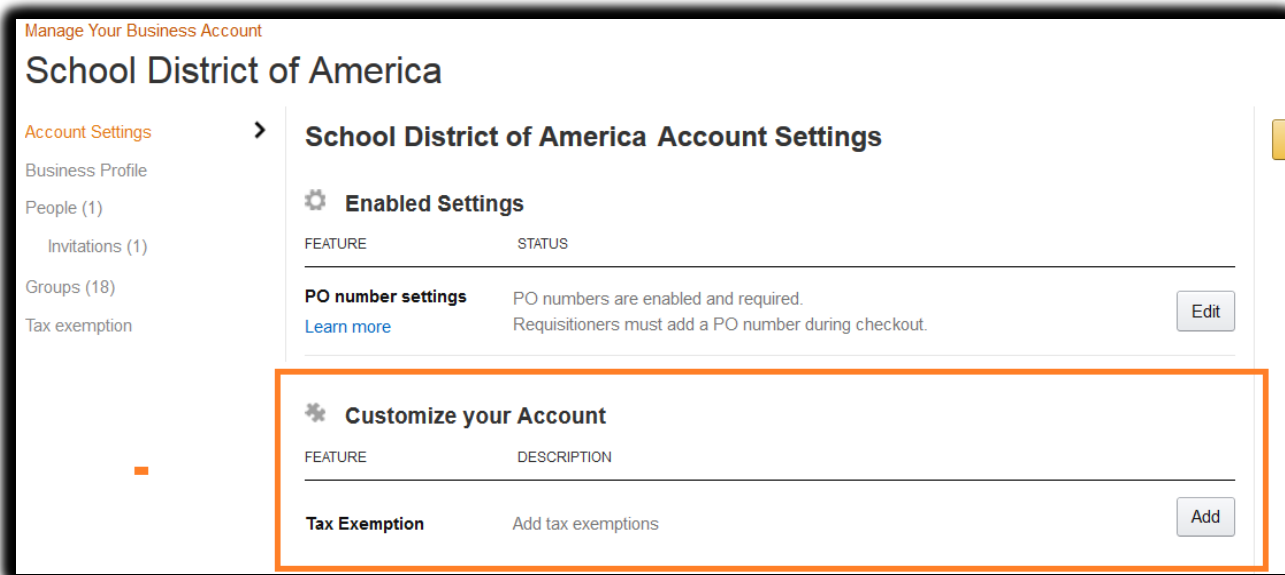 Manage Your Business Account
School District of America
Account Settings
Business Profile
People (1)
Invitations (1)
Groups (18)
Tax exemption
School District of America Account Settings
Enabled Settings
FEATURE STATUS
PO number settings PO numbers are enabled and required.
Learn more Requisitioners must add a PO number during checkout.
Edit
Customize your Account
FEATURE DESCRIPTION
Tax Exemption Add tax exemptions Add